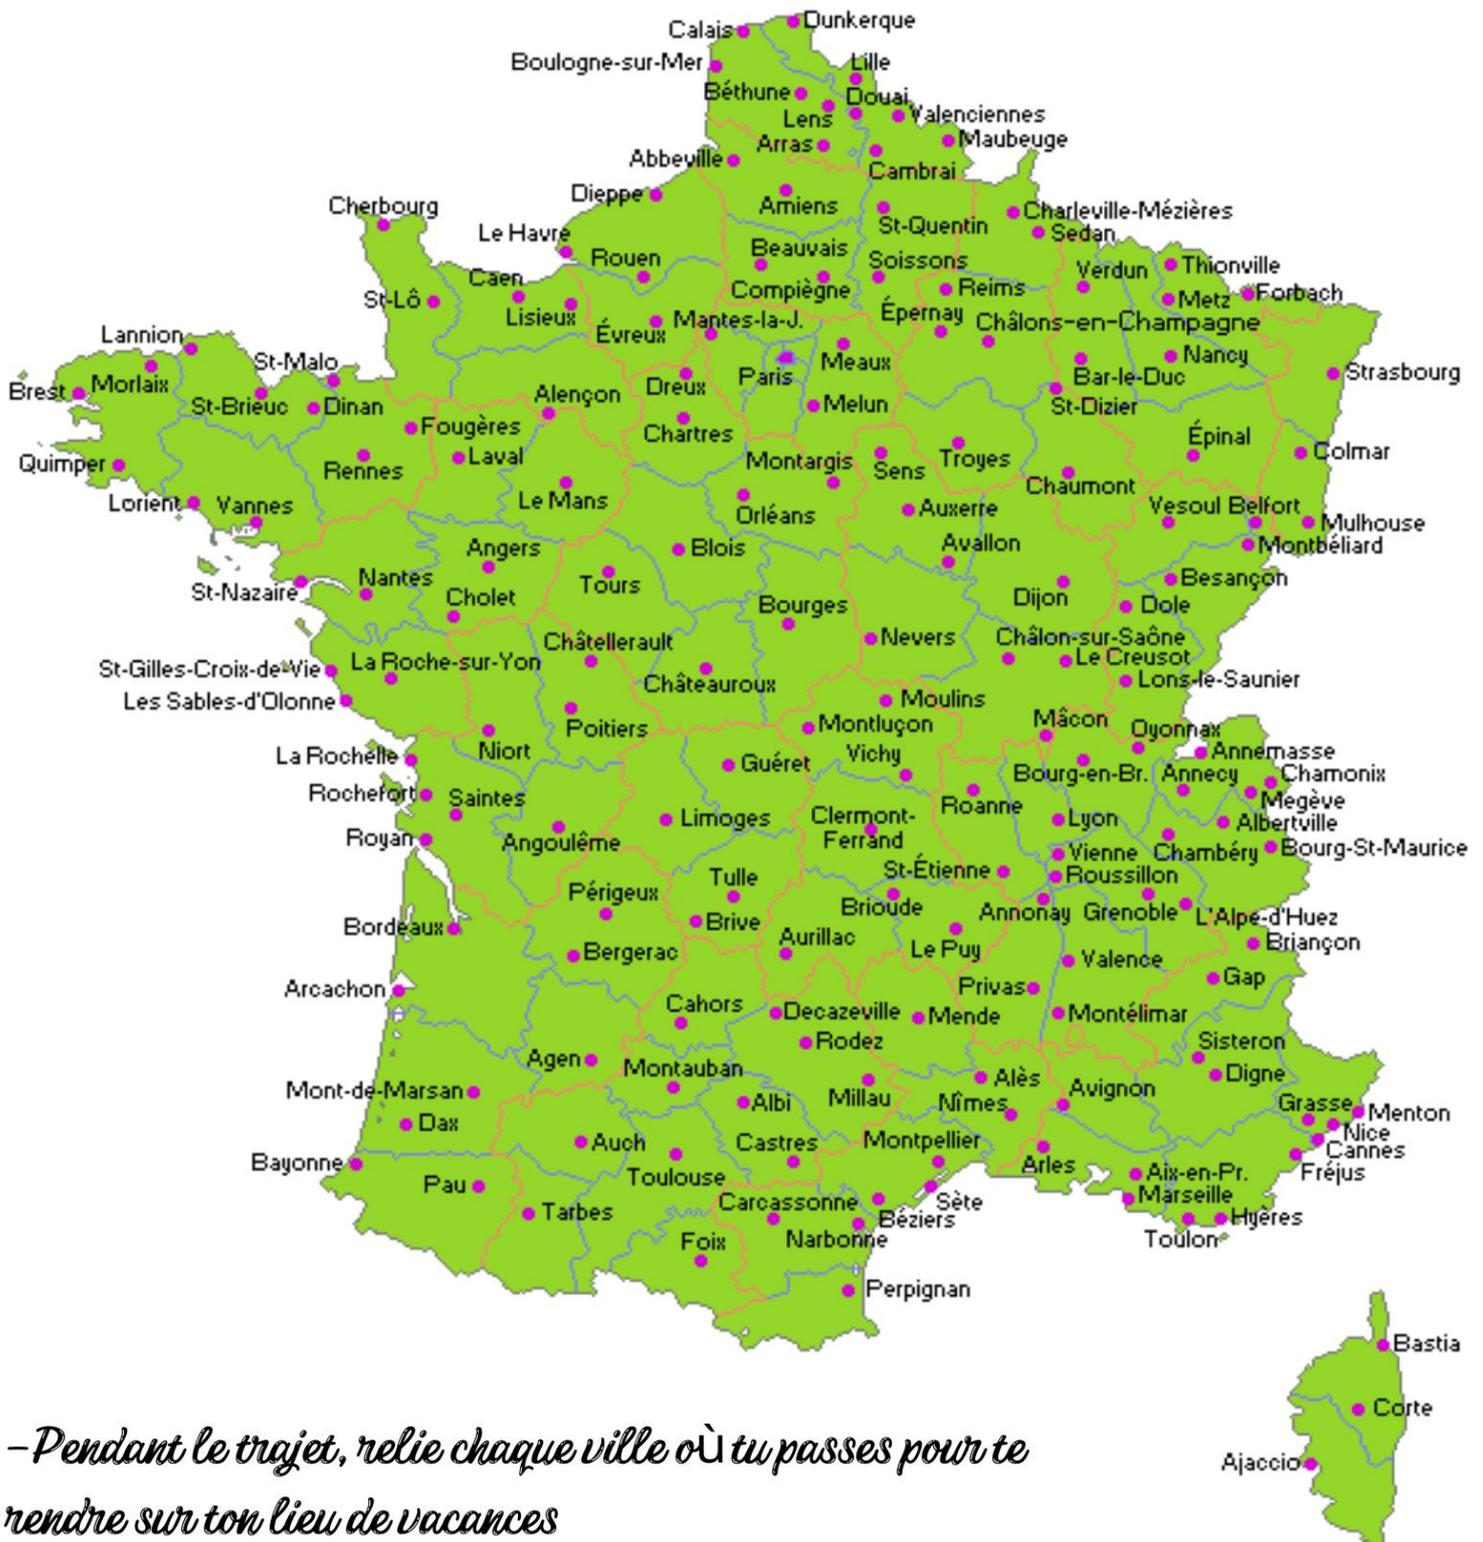 Dunkerque
Calais
Boulogne-sur-Mer
Lille
Béthune
Douai
Lens
Valenciennes
Maubeuge
Arras
Abbeville
Cambrai
Dieppe
Amiens
Cherbourg
Charleville-Mézières
St-Quentin
Sedan
Le Havre
Beauvais
Rouen
Soissons
Verdun
Thionville
Caen
Compiègne
Reims
Forbach
St-Lô
Metz
Lisieux
Épernay
Mantes-la-J.
Châlons-en-Champagne
Évreux
Lannion
St-Malo
Meaux
Nancy
Paris
Bar-le-Duc
Strasbourg
Morlaix
Dreux
Brest
Alençon
St-Brieuc
Dinan
Melun
St-Dizier
Fougères
Chartres
Épinal
Colmar
Laval
Troyes
Montargis
Sens
Quimper
Rennes
Chaumont
Le Mans
Lorient
Vannes
Orléans
Auxerre
Vesoul
Belfort
Mulhouse
Avallon
Montbéliard
Angers
Blois
Nantes
Tours
Besançon
St-Nazaire
Cholet
Bourges
Dijon
Dole
Châtellerault
Nevers
Châlon-sur-Saône
Le Creusot
St-Gilles-Croix-de-Vie
La Roche-sur-Yon
Châteauroux
Lons-le-Saunier
Les Sables-d'Olonne
Moulins
Poitiers
Montluçon
Mâcon
Oyonnax
Niort
La Rochelle
Vichy
Annemasse
Guéret
Bourg-en-Br.
Annecy
Chamonix
Rochefort
Saintes
Roanne
Megève
Limoges
Clermont-
Ferrand
Lyon
Albertville
Royan
Angoulême
Vienne
Chambéry
Bourg-St-Maurice
St-Étienne
Roussillon
Tulle
Périgeux
Brioude
Annonay
Grenoble
L'Alpe-d'Huez
Bordeaux
Brive
Aurillac
Le Puy
Briançon
Bergerac
Valence
Gap
Arcachon
Privas
Cahors
Decazeville
Mende
Montélimar
Rodez
Sisteron
Agen
Montauban
Digne
Mont-de-Marsan
Millau
Alès
Avignon
Albi
Nîmes
Grasse
Menton
Dax
Nice
Auch
Castres
Montpellier
Cannes
Bayonne
Toulouse
Arles
Aix-en-Pr.
Fréjus
Pau
Marseille
Carcassonne
Sète
Tarbes
Béziers
Hyères
Foix
Narbonne
Toulon
Perpignan
Bastia
Corte
Ajaccio
-Pendant le trajet, relie chaque ville où tu passes pour te
rendre sur ton lieu de vacances